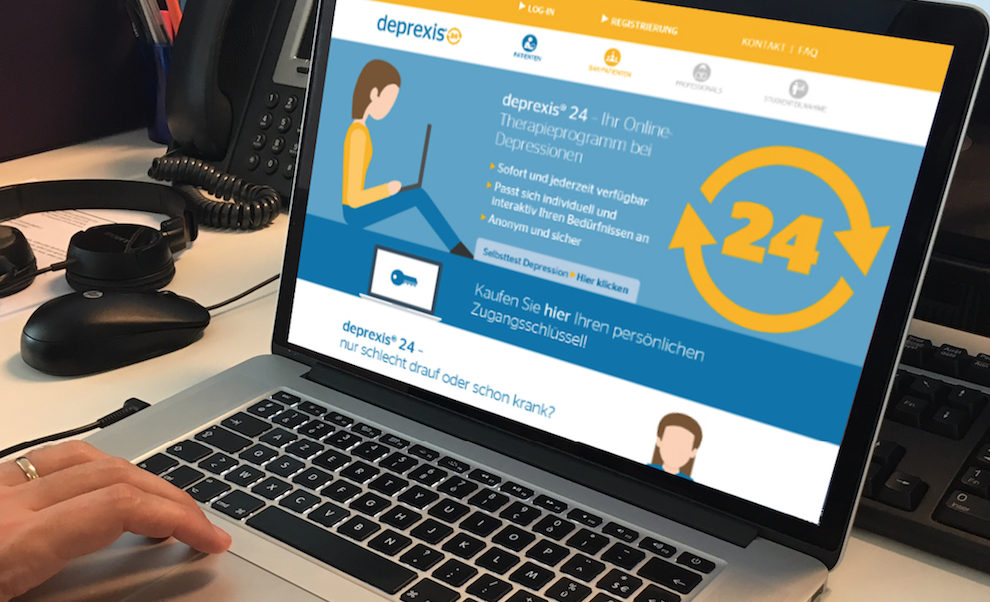 LOG-IN
REGISTRIERUNG
KONTAKT | FAQ
deprexis 24
PATIENTEN
DAK-PATIENTEN
PROFESSIONALS
STUDIENTEILNAHME
deprexis® 24 – Ihr Online-
Therapieprogramm bei
Depressionen
Sofort und jederzeit verfügbar
Passt sich individuell und
interaktiv Ihren Bedürfnissen an
Anonym und sicher
Selbsttest Depression Hier klicken
24
Kaufen Sie hier Ihren persönlichen
Zugangsschlüssel!
deprexis® 24 –
nur schlecht drauf oder schon krank?